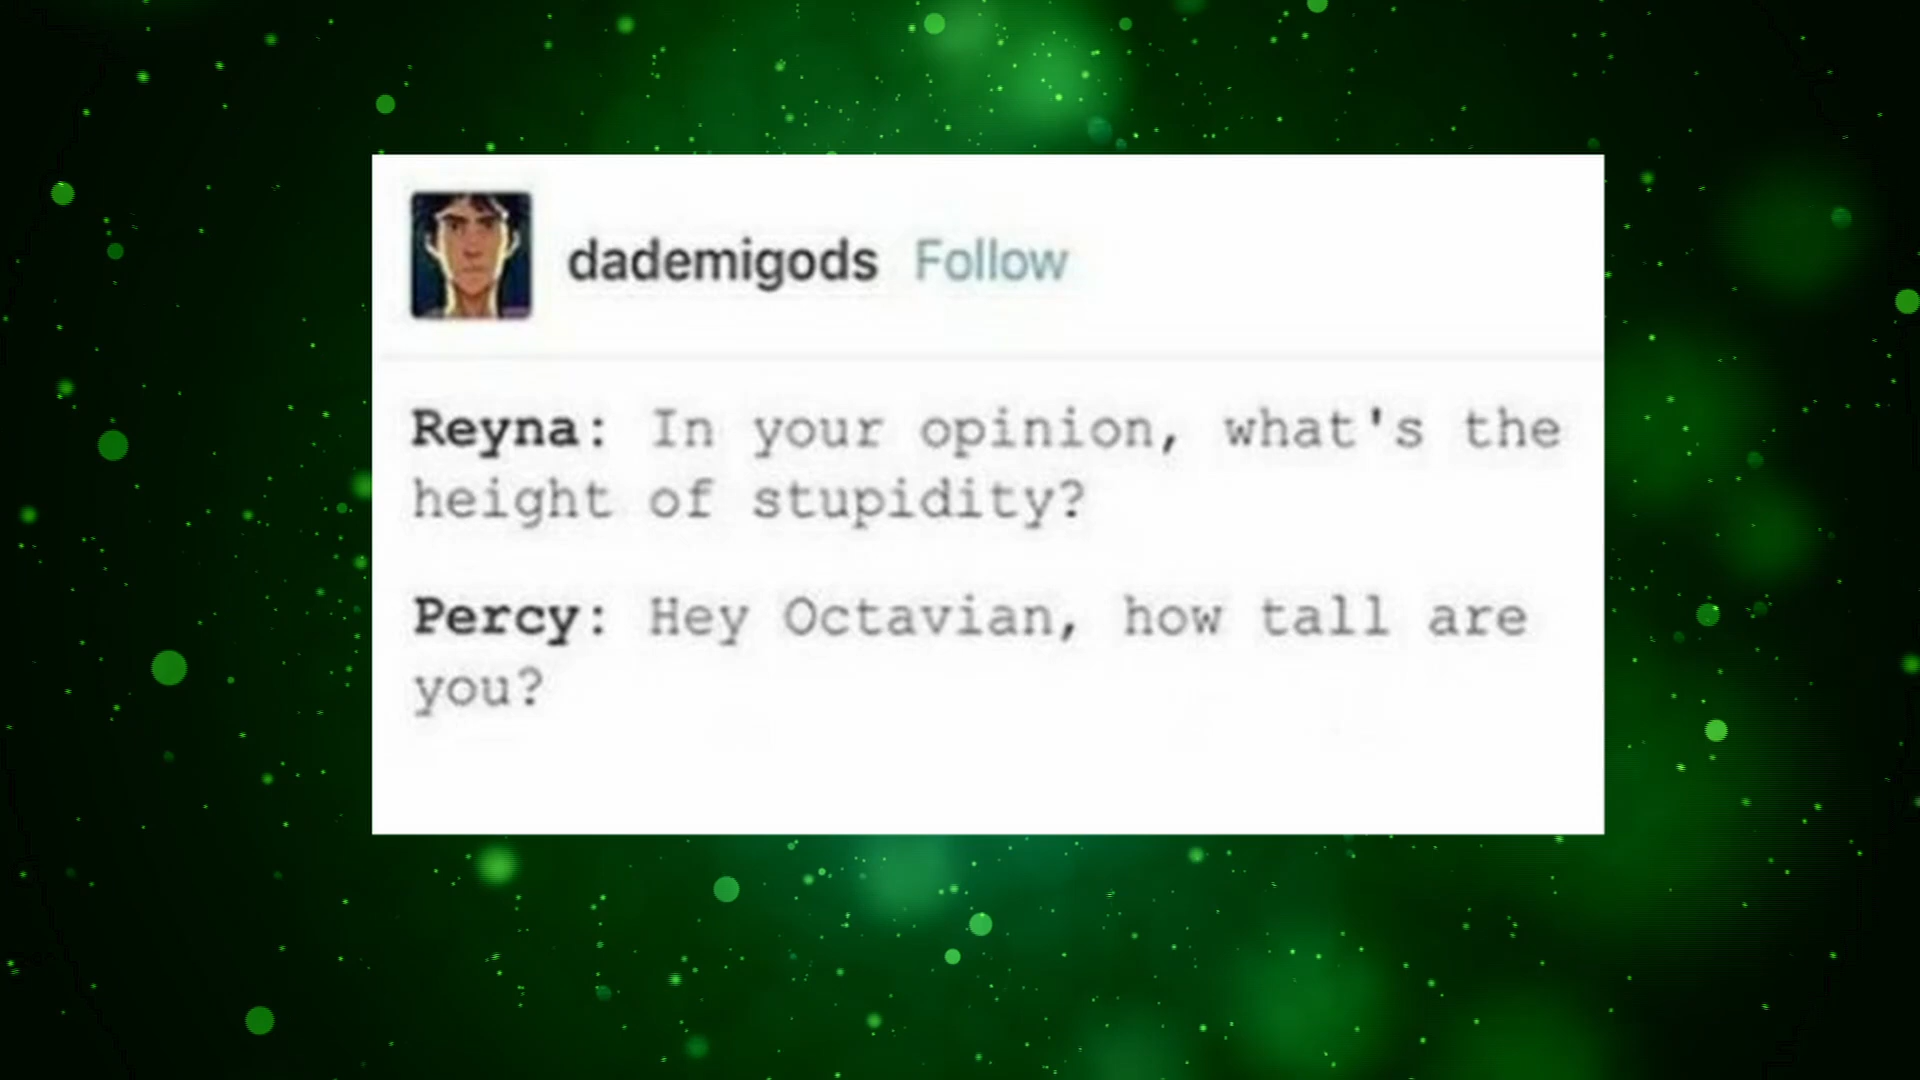 dademigods Follow
Reyna: In your opinion, what's the
height of stupidity?
Percy: Hey Octavian, how tall are
you?